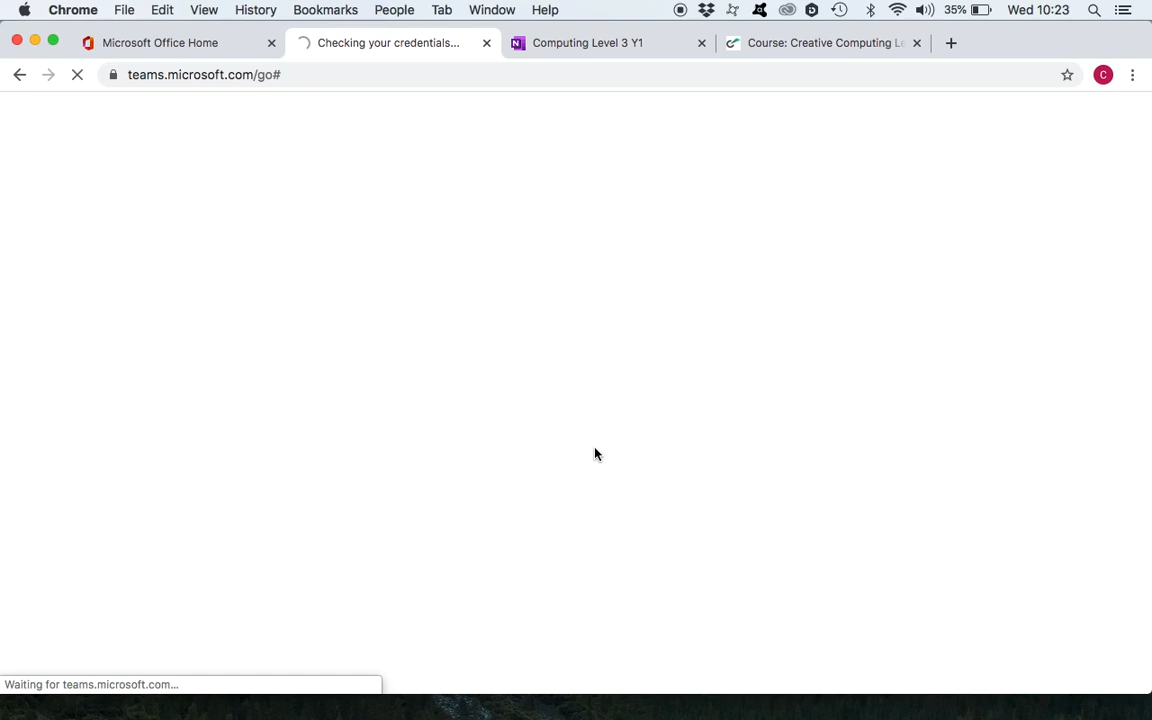 Chrome File Edit View History Bookmarks People Tab Window Help 35% Wed 10:23
Microsoft Office Home Checking your credentials... Computing Level 3 Y1 Course: Creative Computing Le
teams.microsoft.com/go# C
Waiting for teams.microsoft.com...